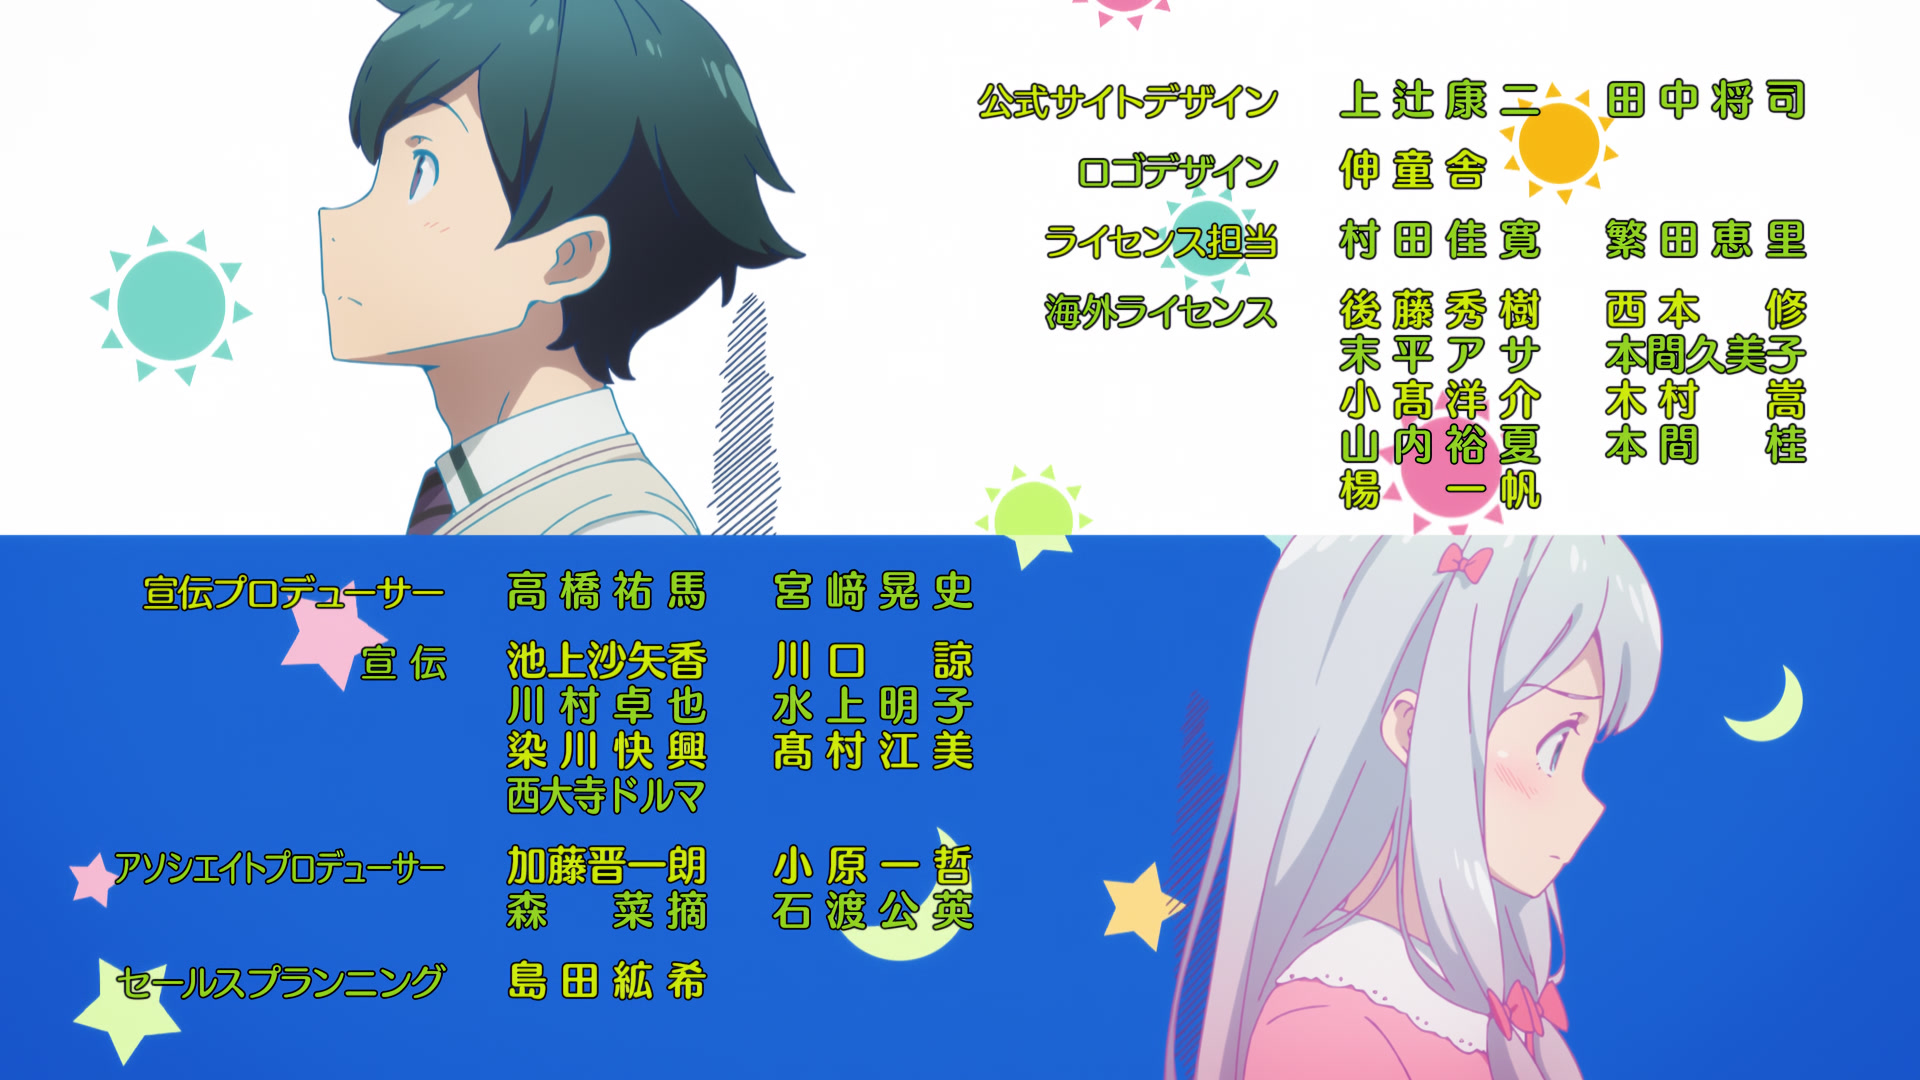 公式サイトデザイン 上辻康二 田中将司
ロゴデザイン 伸童舎
ライセンス担当 村田佳寛 繁田恵里
海外ライセンス 後藤秀樹 西本 修
末平アサ 本間久美子
小髙洋介 木村 嵩
山内裕夏 本間 桂
楊 一帆
宣伝プロデューサー 高橋祐馬 宮﨑晃史
宣伝 池上沙矢香 川口 諒
川村卓也 水上明子
染川快興 髙村江美
西大寺ドルマ
アソシエイトプロデューサー 加藤晋一朗 小原一哲
森 菜摘 石渡公英
セールスプランニング 島田紘希